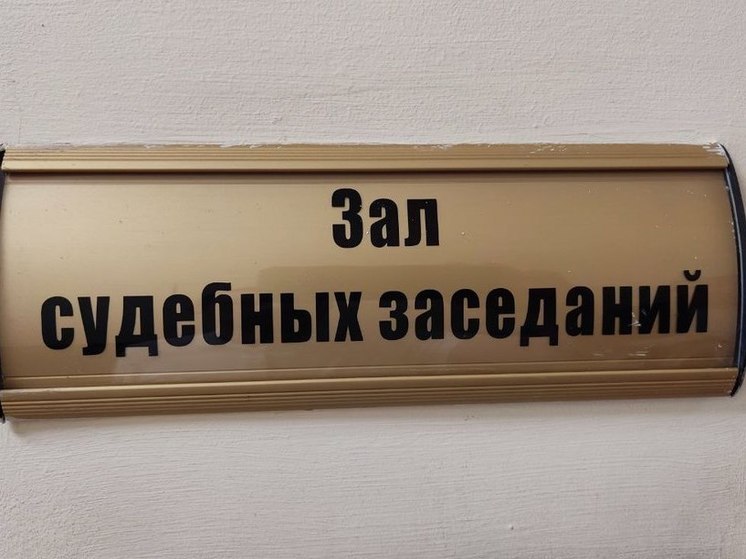 Зал
судебных заседаний